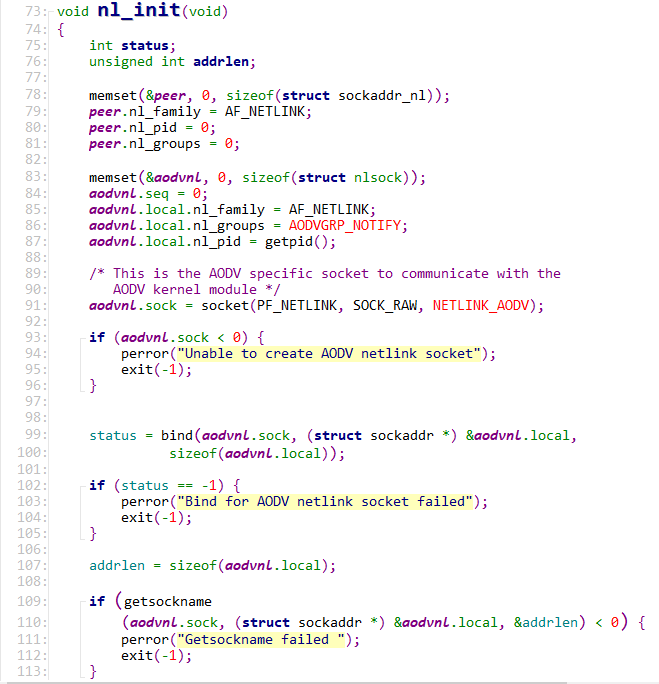 73: void nl_init(void)
74: {
75:     int status;
76:     unsigned int addrlen;
77:
78:     memset(&peer, 0, sizeof(struct sockaddr_nl));
79:     peer.nl_family = AF_NETLINK;
80:     peer.nl_pid = 0;
81:     peer.nl_groups = 0;
82:
83:     memset(&aodvnl, 0, sizeof(struct nlsock));
84:     aodvnl.seq = 0;
85:     aodvnl.local.nl_family = AF_NETLINK;
86:     aodvnl.local.nl_groups = AODVGRP_NOTIFY;
87:     aodvnl.local.nl_pid = getpid();
88:
89:     /* This is the AODV specific socket to communicate with the
90:        AODV kernel module */
91:     aodvnl.sock = socket(PF_NETLINK, SOCK_RAW, NETLINK_AODV);
92:
93:     if (aodvnl.sock < 0) {
94:         perror("Unable to create AODV netlink socket");
95:         exit(-1);
96:     }
97:
98:
99:     status = bind(aodvnl.sock, (struct sockaddr *) &aodvnl.local,
100:               sizeof(aodvnl.local));
101:
102:     if (status == -1) {
103:         perror("Bind for AODV netlink socket failed");
104:         exit(-1);
105:     }
106:
107:     addrlen = sizeof(aodvnl.local);
108:
109:     if (getsockname
110:         (aodvnl.sock, (struct sockaddr *) &aodvnl.local, &addrlen) < 0) {
111:         perror("Getsockname failed ");
112:         exit(-1);
113:     }